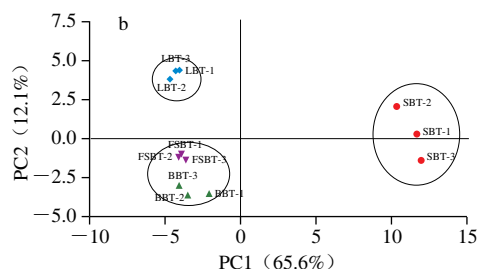 b
7.5
5.0
2.5
0.0
−2.5
−5.0
PC2（12.1%）
LBT-3
LBT-1
LBT-2
SBT-2
SBT-1
SBT-3
FSBT-1
FSBT-2
FSBT-3
BBT-3
BBT-2
BBT-1
−10
−5
0
5
10
15
PC1（65.6%）